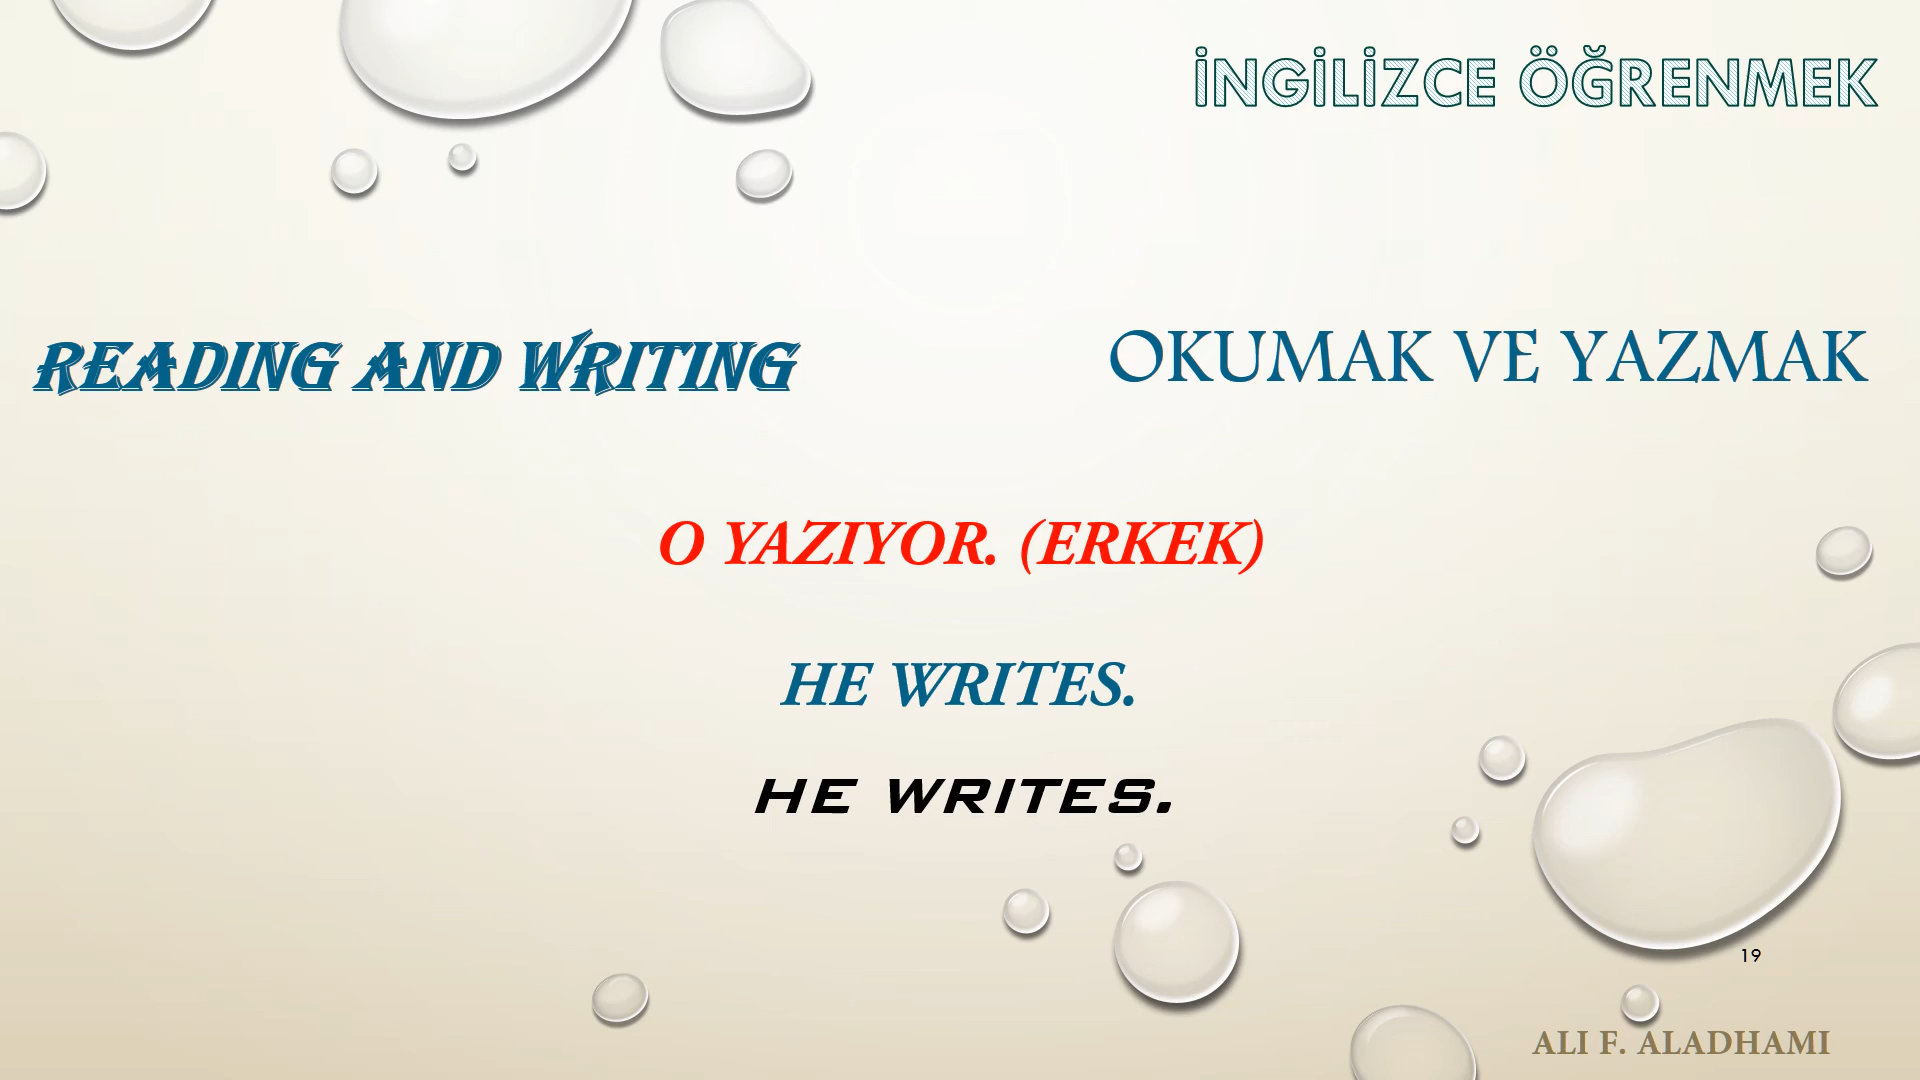 İNGİLİZCE ÖĞRENMEK
READING AND WRITING
OKUMAK VE YAZMAK
O YAZIYOR. (ERKEK)
HE WRITES.
HE WRITES.
19
ALI F. ALADHAMI